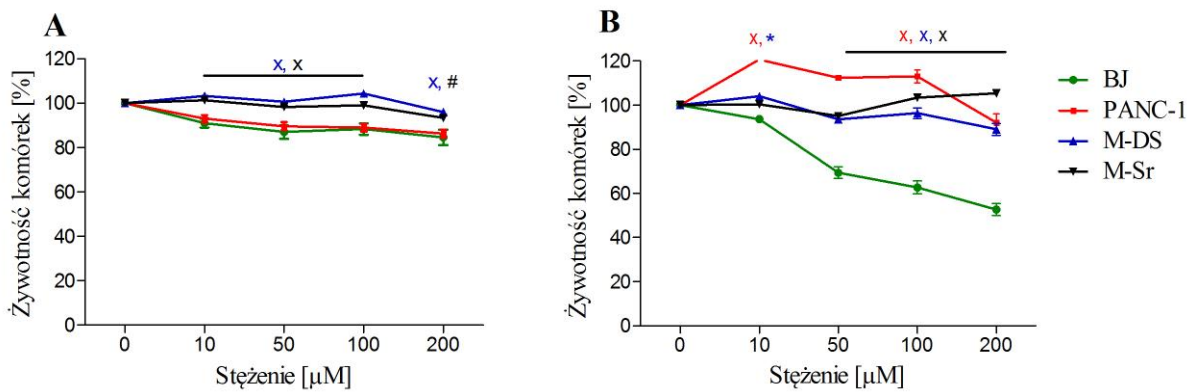 A
Żywotność komórek [%]
120
100
80
60
40
20
0
x, x
x, #
0 10 50 100 200
Stężenie [µM]
B
Żywotność komórek [%]
120
100
80
60
40
20
0
x, *
x, x, x
0 10 50 100 200
Stężenie [µM]
BJ
PANC-1
M-DS
M-Sr